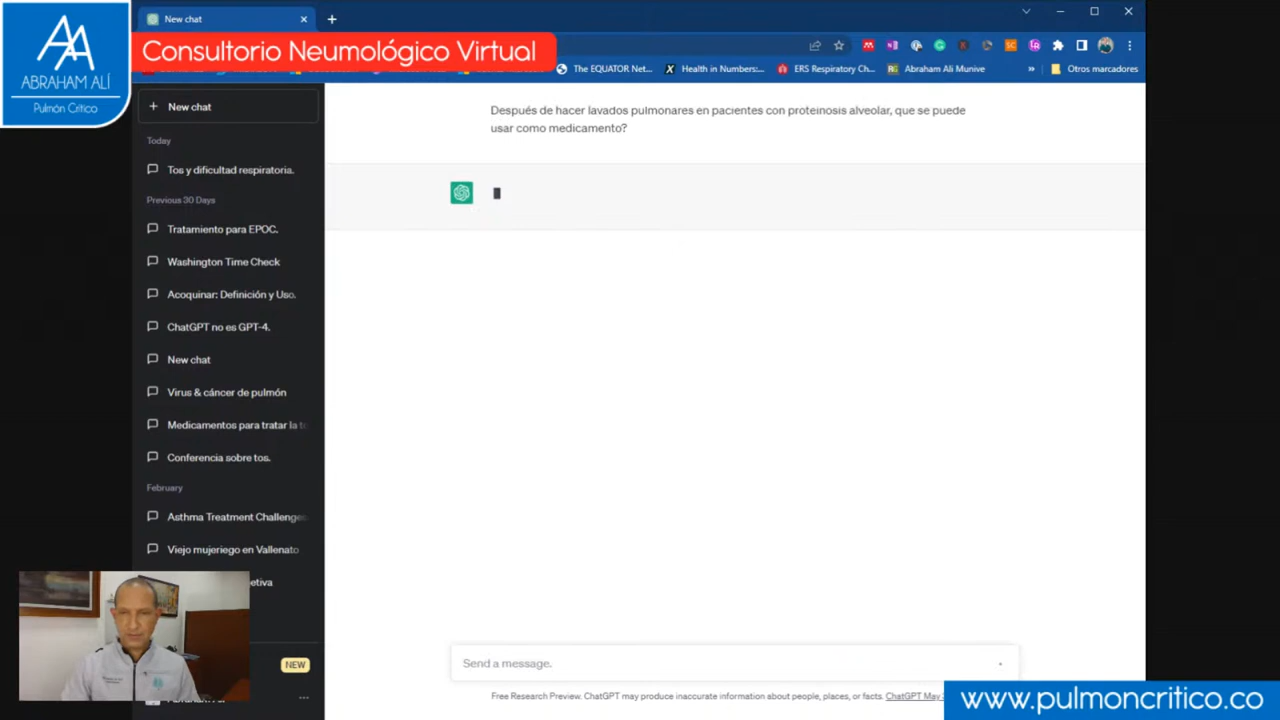 New chat
Consultorio Neumológico Virtual
ABRAHAM ALÍ
Pulmón Crítico
The EQUATOR Net...
Health in Numbers:...
ERS Respiratory Ch...
Abraham Ali Munive
»
Otros marcadores
+ New chat
Today
Tos y dificultad respiratoria.
Previous 30 Days
Tratamiento para EPOC.
Washington Time Check
Acoquinar: Definición y Uso.
ChatGPT no es GPT-4.
New chat
Virus & cáncer de pulmón
Medicamentos para tratar la t
Conferencia sobre tos.
February
Asthma Treatment Challenges
Viejo mujeriego en Vallenato
etiva
NEW
Después de hacer lavados pulmonares en pacientes con proteinosis alveolar, que se puede
usar como medicamento?
Send a message.
Free Research Preview. ChatGPT may produce inaccurate information about people, places, or facts. ChatGPT May
www.pulmoncritico.co